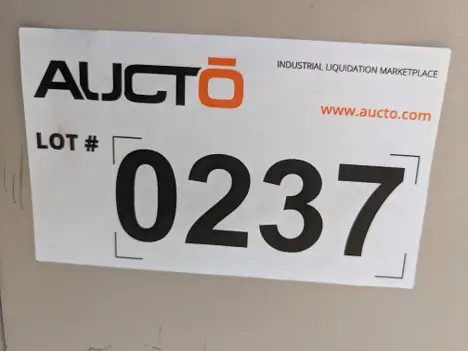 AUCTŌ
INDUSTRIAL LIQUIDATION MARKETPLACE
www.aucto.com
LOT #
0237